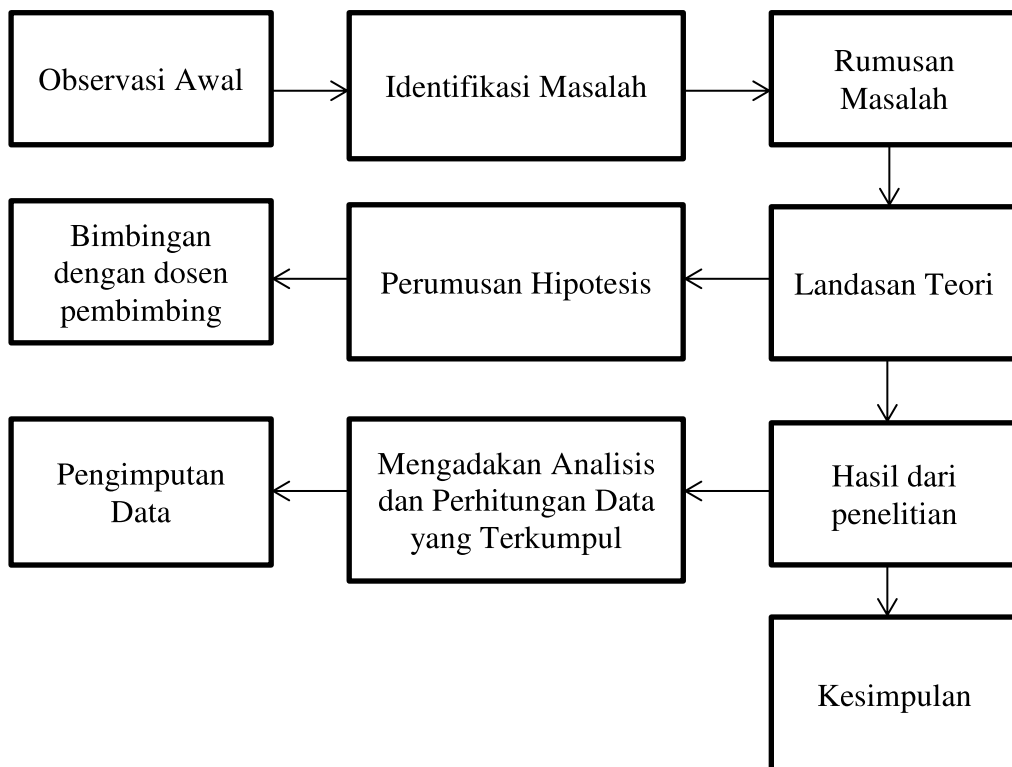 Observasi Awal
Identifikasi Masalah
Rumusan
Masalah
Bimbingan
dengan dosen
pembimbing
Perumusan Hipotesis
Landasan Teori
Pengimputan
Data
Mengadakan Analisis
dan Perhitungan Data
yang Terkumpul
Hasil dari
penelitian
Kesimpulan